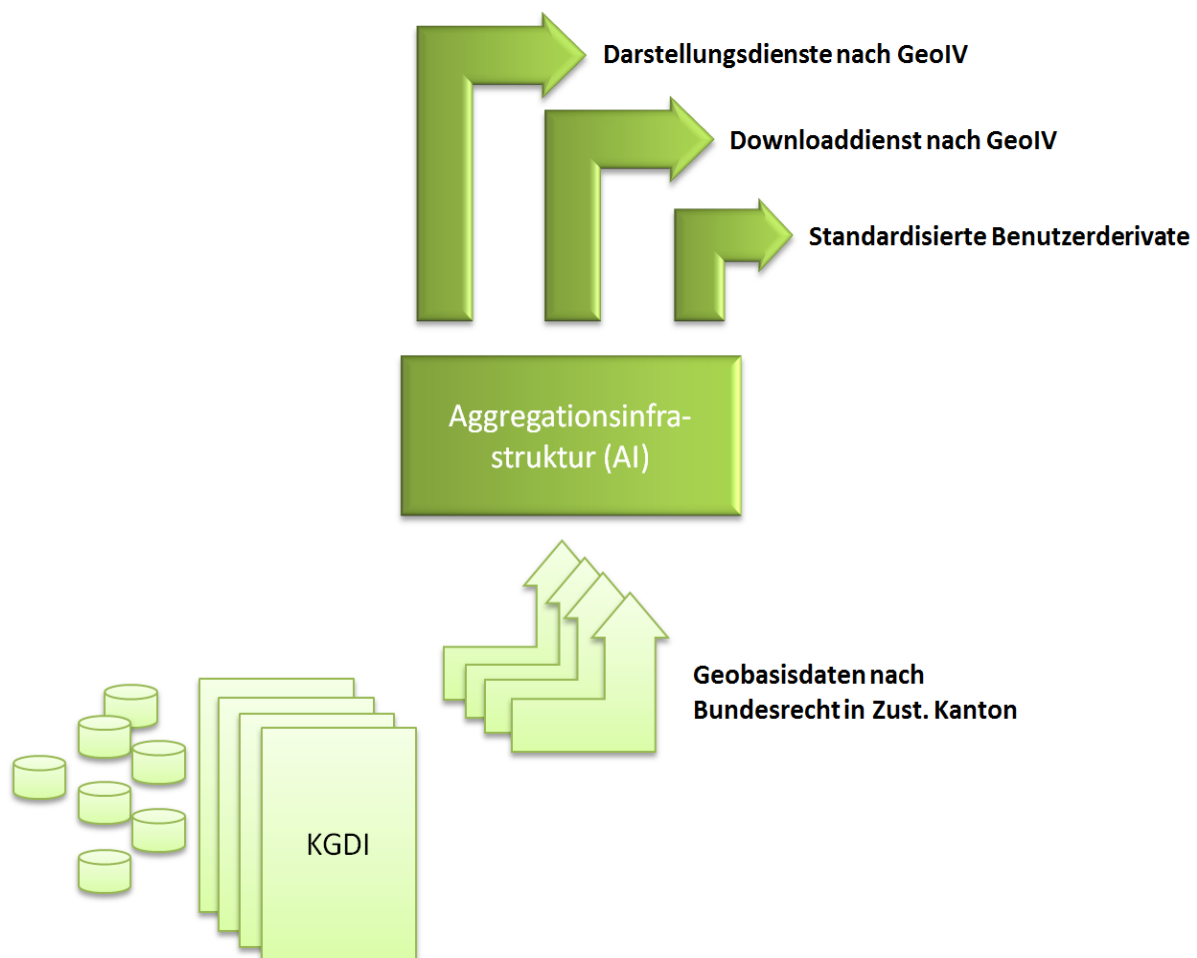 Darstellungsdienste nach GeoIV
Downloaddienst nach GeoIV
Standardisierte Benutzerderivate
Aggregationsinfra-
struktur (AI)
Geobasisdaten nach
Bundesrecht in Zust. Kanton
KGDI